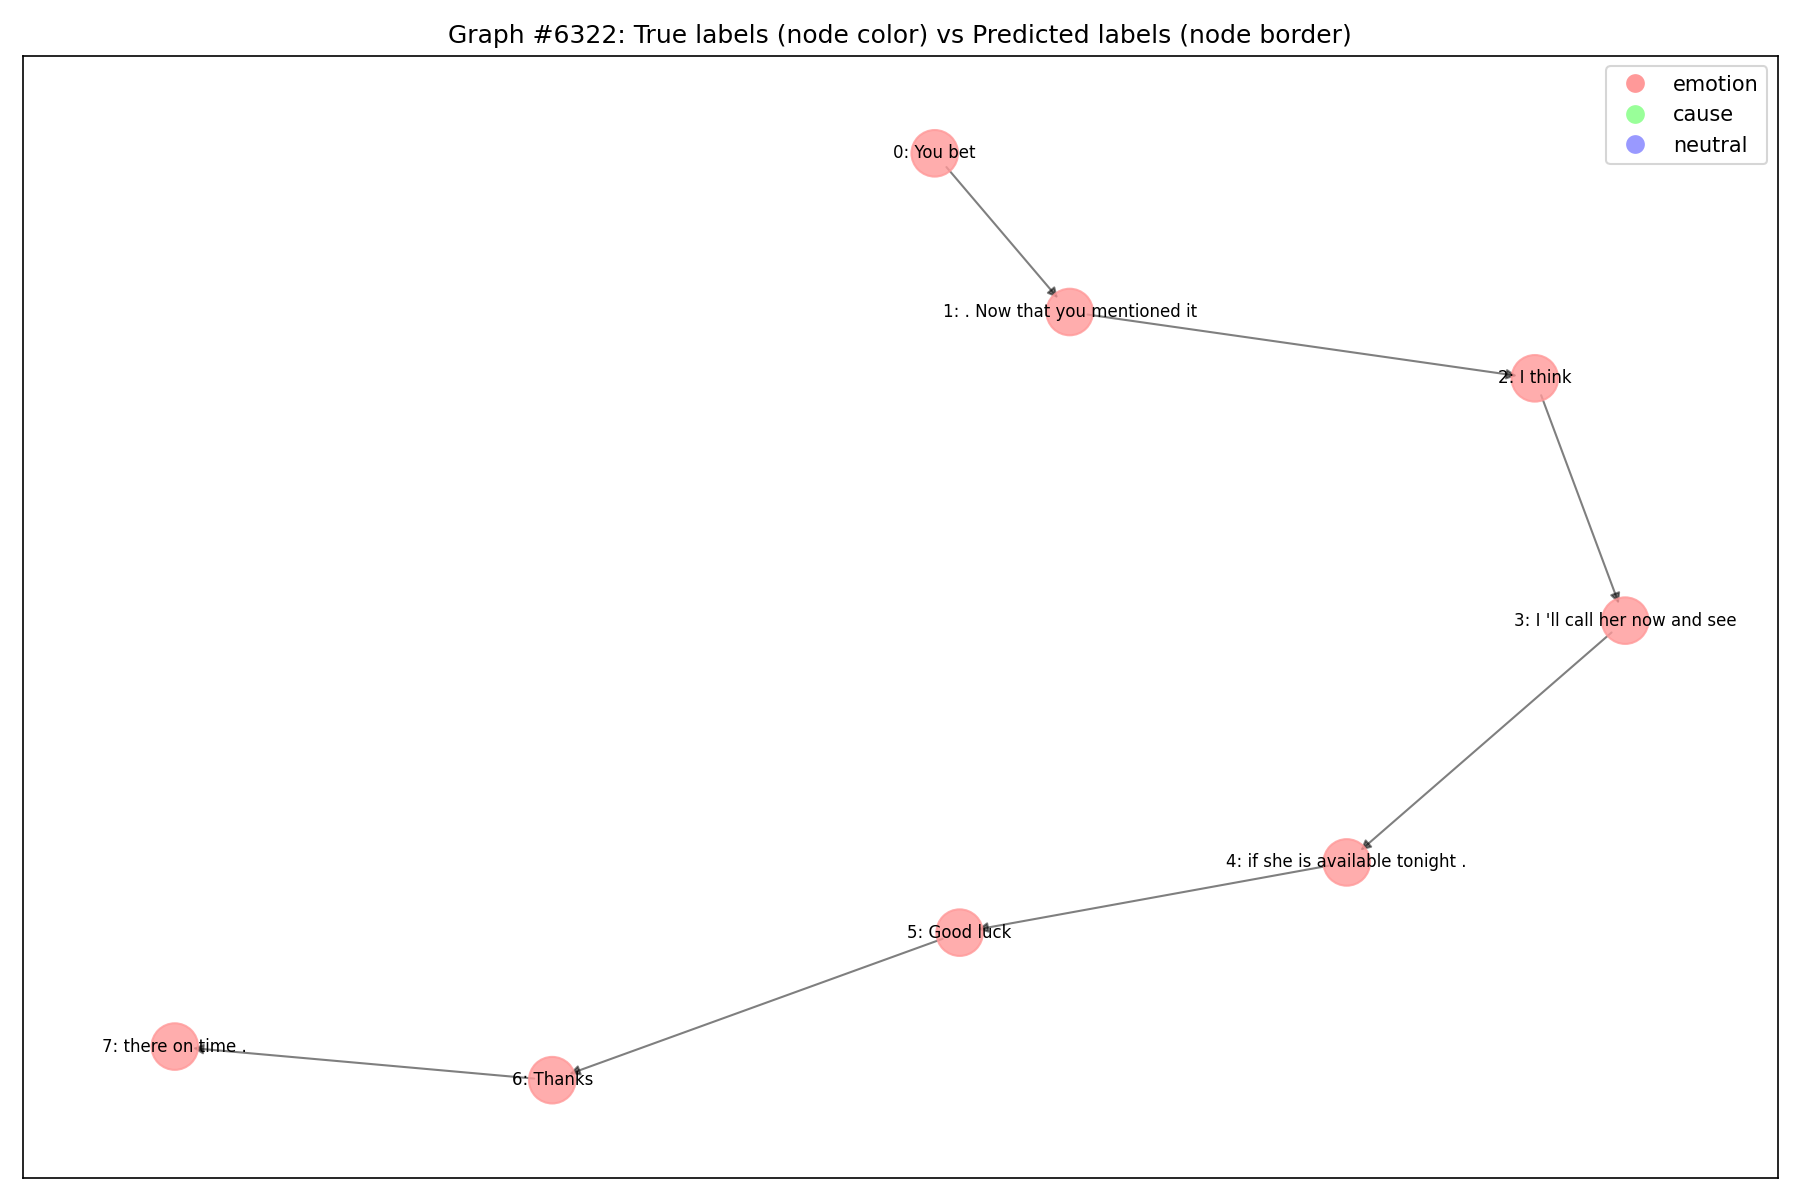 Graph #6322: True labels (node color) vs Predicted labels (node border)
emotion
cause
neutral
0: You bet
1: . Now that you mentioned it
2: I think
3: I 'll call her now and see
4: if she is available tonight .
5: Good luck
6: Thanks
7: there on time .